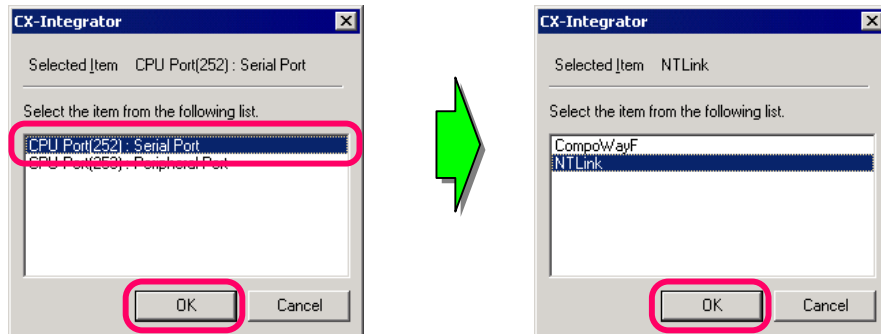 CX-Integrator
Selected Item CPU Port(252) : Serial Port
Select the item from the following list.
CPU Port(252) : Serial Port
CPU Port(253) : Peripheral Port
OK
Cancel
CX-Integrator
Selected Item NTLink
Select the item from the following list.
CompoWayF
NTLink
OK
Cancel